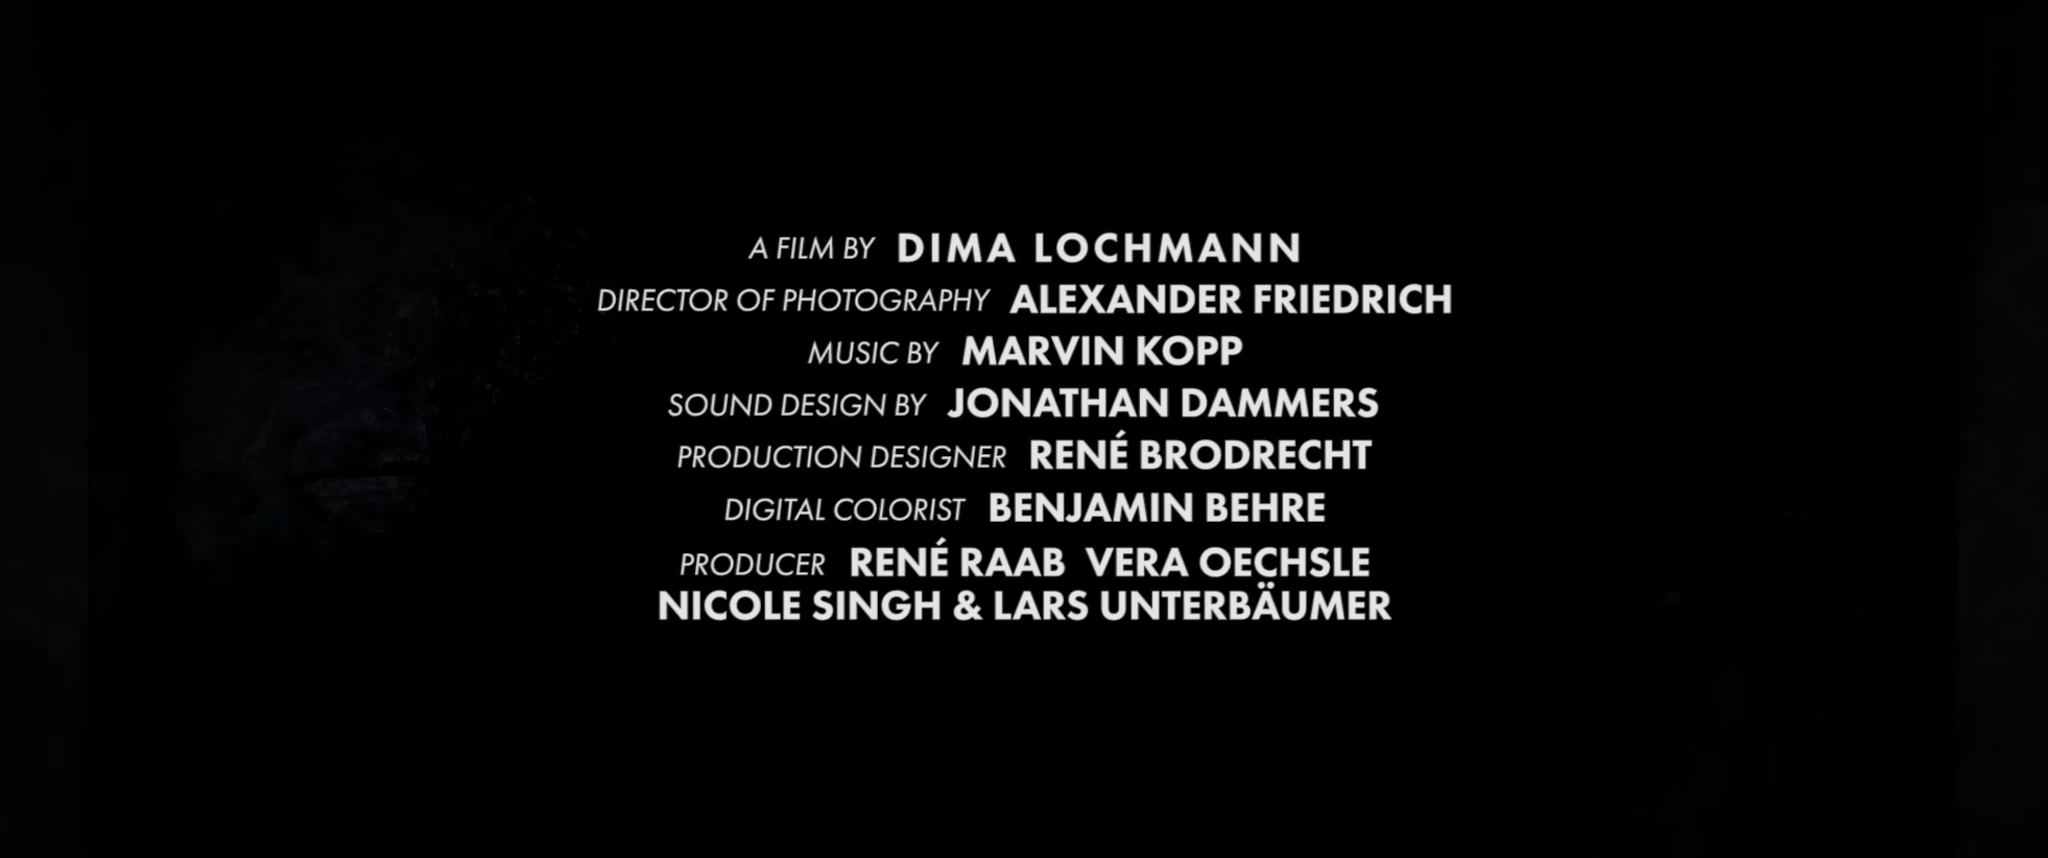 A FILM BY DIMA LOCHMANN
DIRECTOR OF PHOTOGRAPHY ALEXANDER FRIEDRICH
MUSIC BY MARVIN KOPP
SOUND DESIGN BY JONATHAN DAMMERS
PRODUCTION DESIGNER RENÉ BRODRECHT
DIGITAL COLORIST BENJAMIN BEHRE
PRODUCER RENÉ RAAB VERA OECHSLE
NICOLE SINGH & LARS UNTERBÄUMER